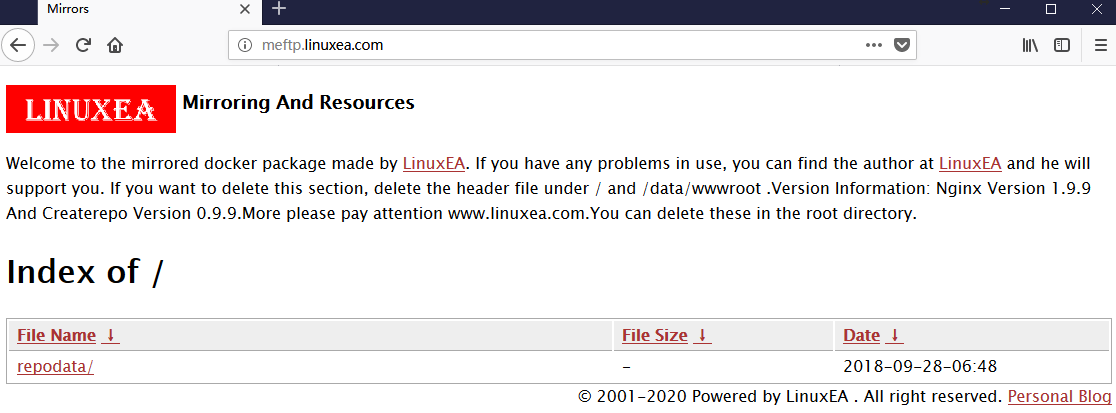 Mirrors
meftp.linuxea.com
LINUXEA Mirroring And Resources
Welcome to the mirrored docker package made by LinuxEA. If you have any problems in use, you can find the author at LinuxEA and he will
support you. If you want to delete this section, delete the header file under / and /data/wwwroot .Version Information: Nginx Version 1.9.9
And Createrepo Version 0.9.9.More please pay attention www.linuxea.com.You can delete these in the root directory.
Index of /
File Name ↓ File Size ↓ Date ↓
repodata/ - 2018-09-28-06:48
© 2001-2020 Powered by LinuxEA . All right reserved. Personal Blog